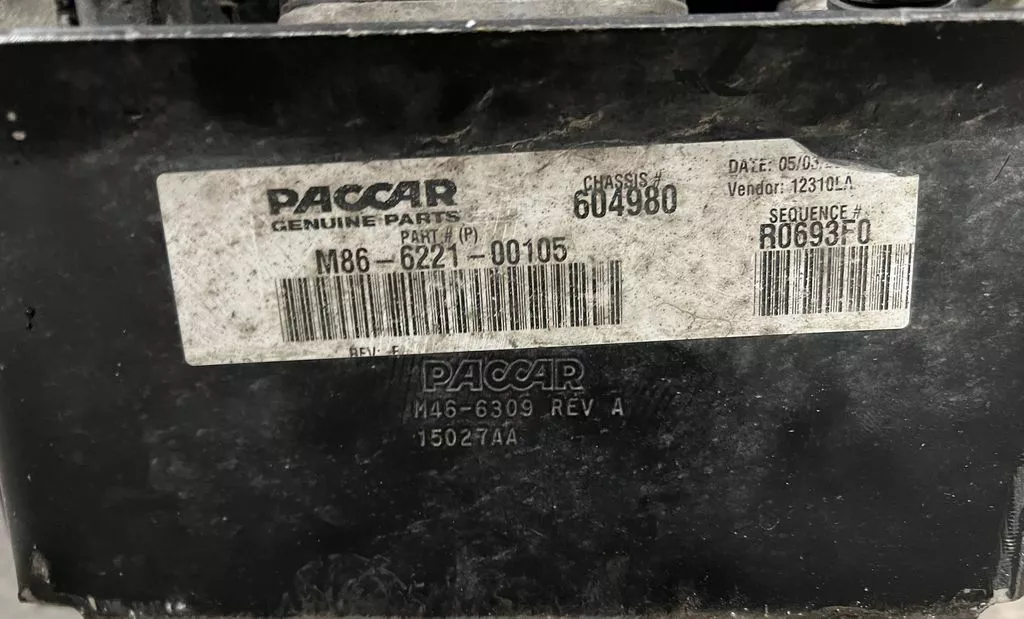 PACCAR
GENUINE PARTS
PART # (P)
M86-6221-00105
CHASSIS #
604980
DATE: 05/03/
Vendor: 12310LA
SEQUENCE #
R0693F0
REV:
PACCAR
M46-6309 REV A
15027AA